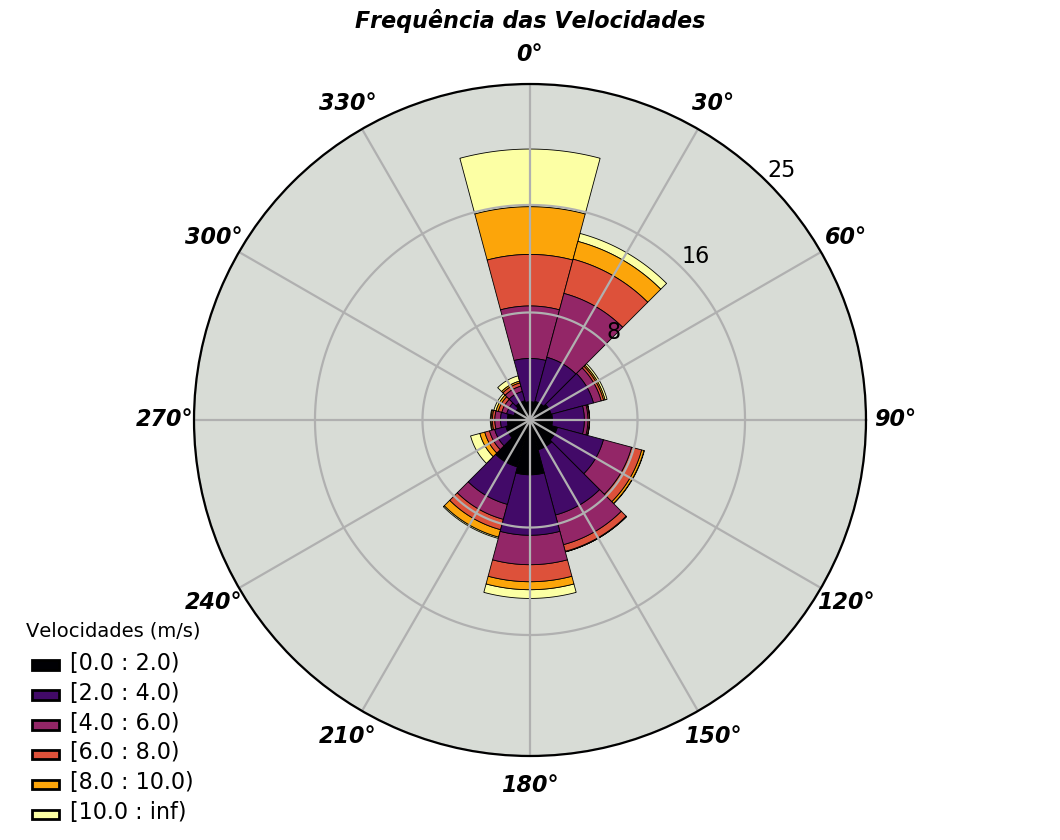 Frequência das Velocidades
0°
330°
30°
25
300°
60°
16
8
270°
90°
240°
120°
210°
150°
180°
Velocidades (m/s)
[0.0 : 2.0)
[2.0 : 4.0)
[4.0 : 6.0)
[6.0 : 8.0)
[8.0 : 10.0)
[10.0 : inf)